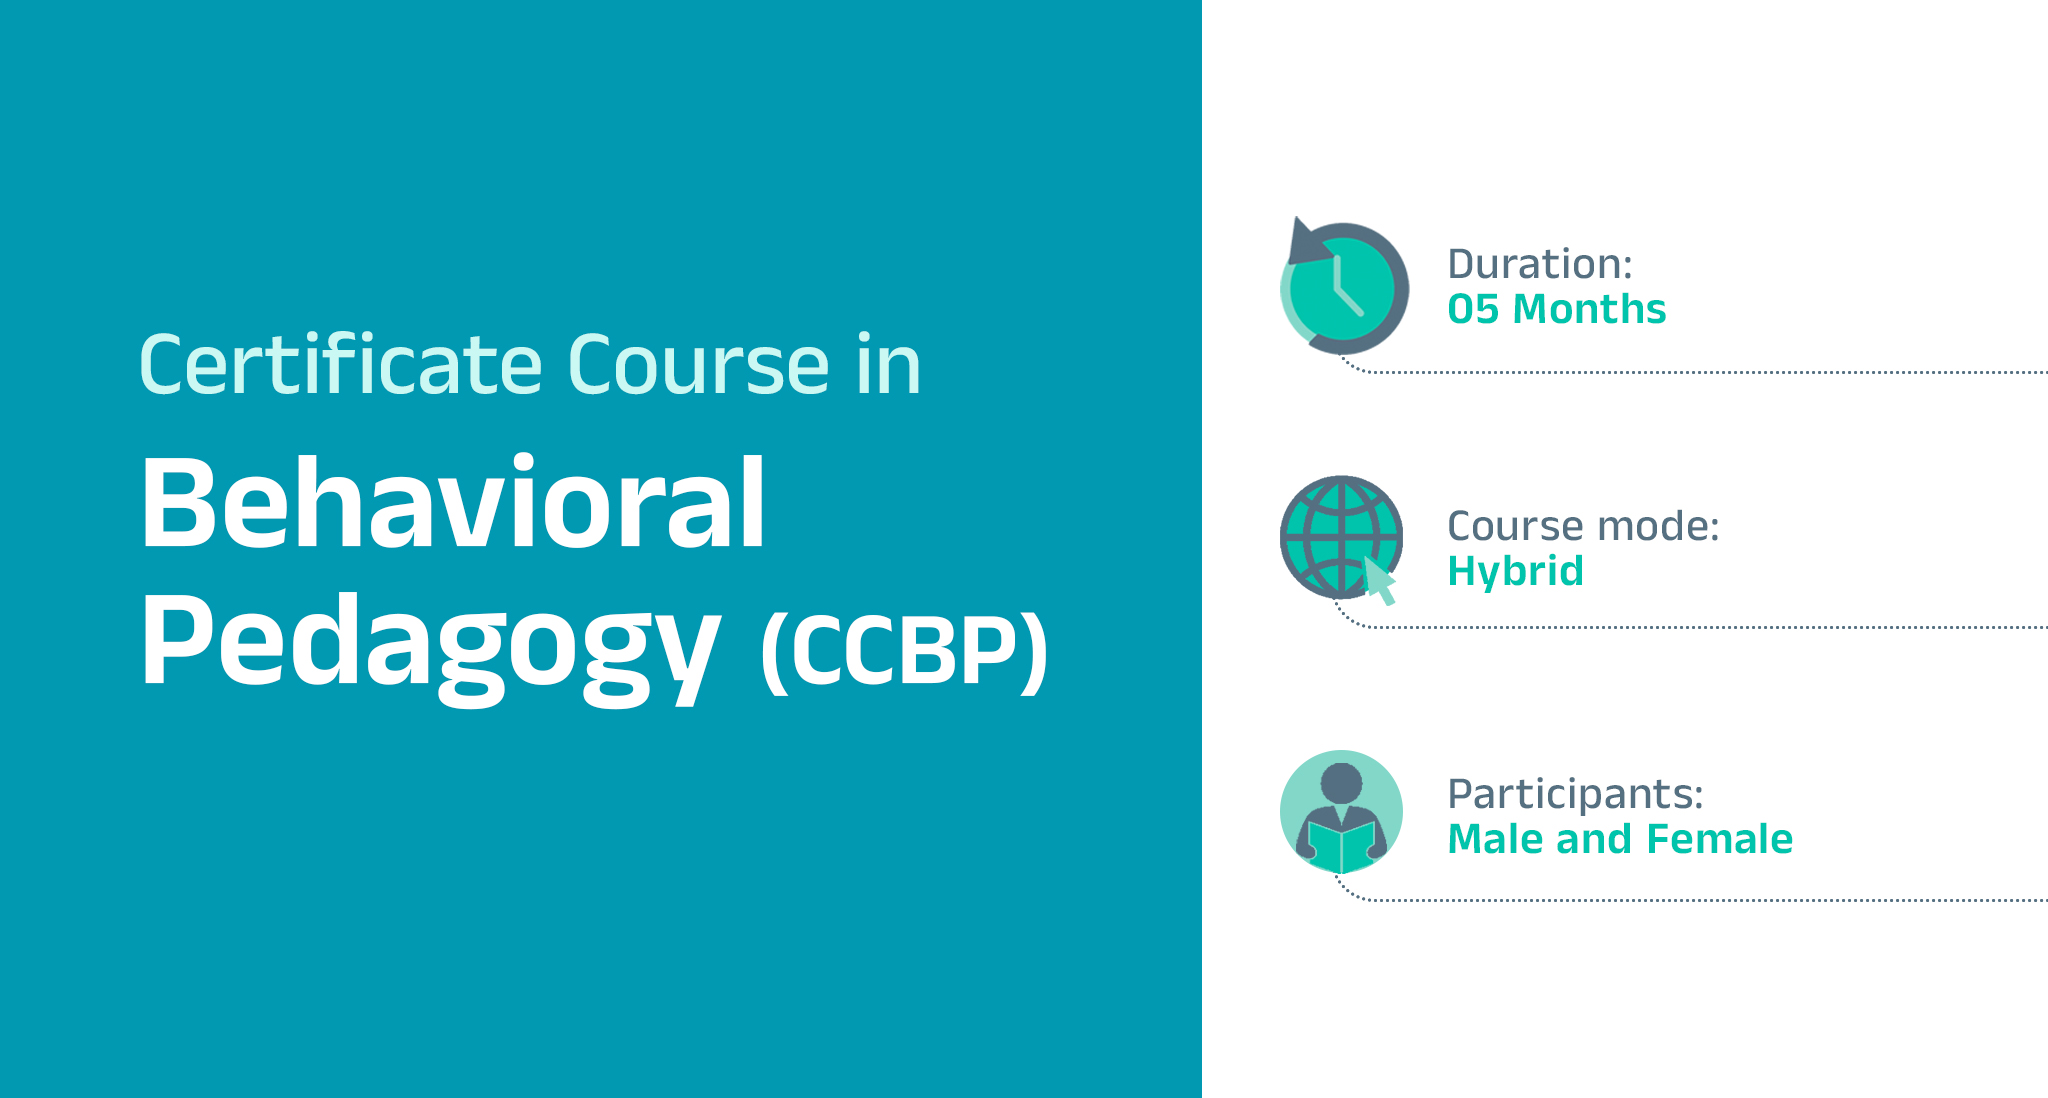 Certificate Course in
Behavioral
Pedagogy (CCBP)
Duration:
05 Months
Course mode:
Hybrid
Participants:
Male and Female